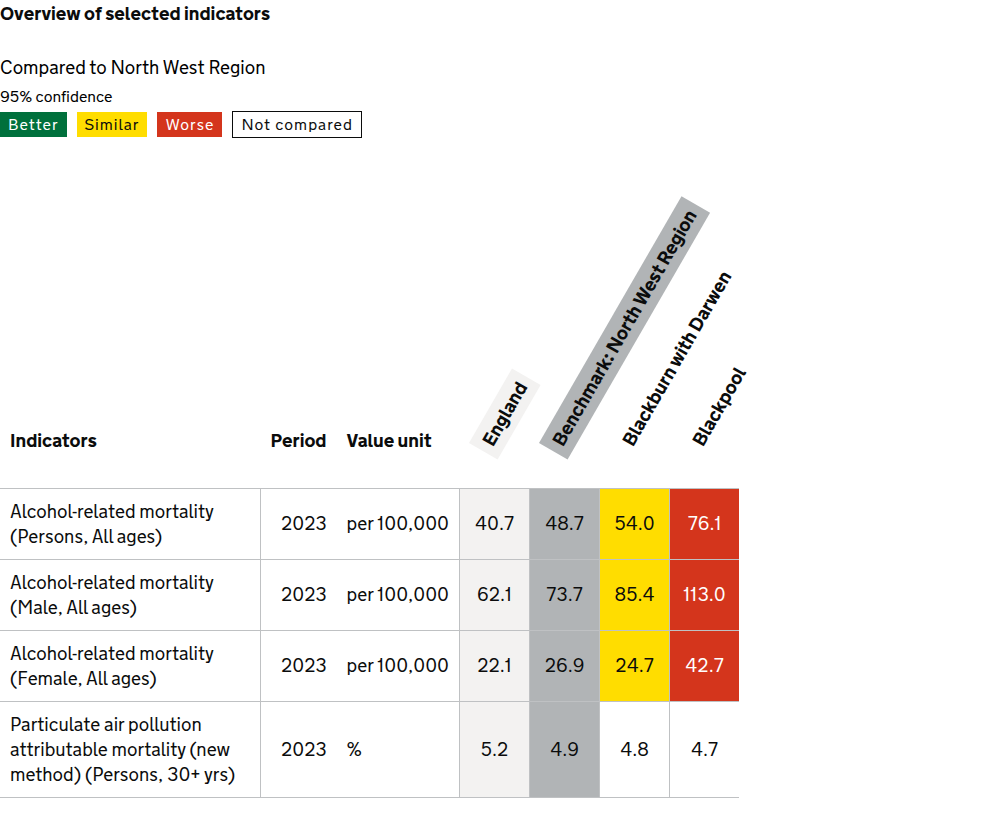 Overview of selected indicators
Compared to North West Region
95% confidence
Better Similar Worse Not compared
Indicators Period Value unit England Benchmark: North West Region Blackburn with Darwen Blackpool
Alcohol-related mortality
(Persons, All ages) 2023 per 100,000 40.7 48.7 54.0 76.1
Alcohol-related mortality
(Male, All ages) 2023 per 100,000 62.1 73.7 85.4 113.0
Alcohol-related mortality
(Female, All ages) 2023 per 100,000 22.1 26.9 24.7 42.7
Particulate air pollution
attributable mortality (new
method) (Persons, 30+ yrs) 2023 % 5.2 4.9 4.8 4.7